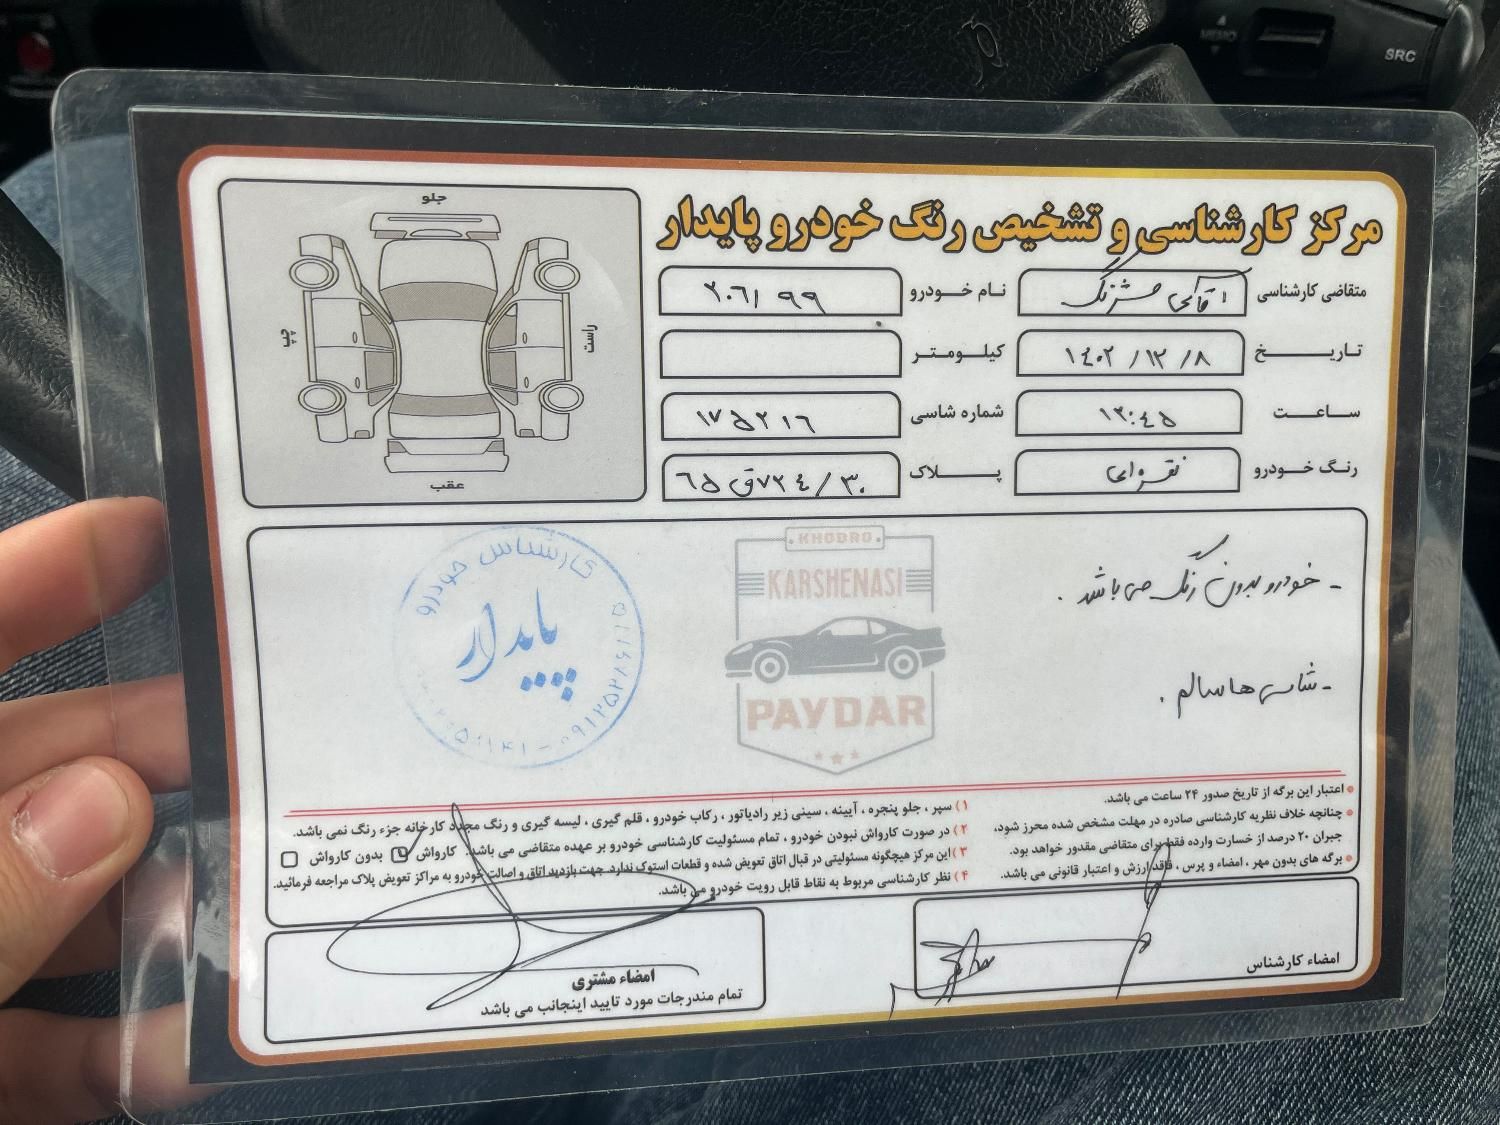 مرکز کارشناسی و تشخیص رنگ خودرو پایدار
متقاضی کارشناسی آقای
نام خودرو ۲۰۶ / ۹۹
تاریخ ۱۴۰۲ / ۱۲ / ۸
کیلومتر
ساعت ۱۲:۴۵
شماره شاسی ۱۷۵۲۱۶
رنگ خودرو نقره ای
پلاک ۶۵ق۷۲۴ / ۳۰
جلو
چپ
راست
عقب
- خودرو بدون رنگ می باشد .
- شاسی ها سالم .
KHODRO
KARSHENASI
PAYDAR
کارشناس خودرو
پایدار
• اعتبار این برگه از تاریخ صدور ۲۴ ساعت می باشد.
• چنانچه خلاف نظریه کارشناسی صادره در مهلت مشخص شده محرز شود،
جبران ۲۰ درصد از خسارت وارده فقط برای متقاضی مقدور خواهد بود.
• برگه های بدون مهر ، امضاء و پرس ، فاقد ارزش و اعتبار قانونی می باشد.
۱) سپر ، جلو پنجره ، آیینه ، سینی زیر رادیاتور ، رکاب خودرو ، قلم گیری ، لیسه گیری و رنگ مجدد کارخانه جزء رنگ نمی باشد.
۲) در صورت کارواش نبودن خودرو ، تمام مسئولیت کارشناسی خودرو بر عهده متقاضی می باشد. کارواش بدون کارواش
۳) این مرکز هیچگونه مسئولیتی در قبال اتاق تعویض شده و قطعات استوک ندارد. جهت بازدید اتاق و اصالت خودرو به مراکز تعویض پلاک مراجعه فرمائید.
۴) نظر کارشناسی مربوط به نقاط قابل رویت خودرو می باشد.
امضاء کارشناس
امضاء مشتری
تمام مندرجات مورد تایید اینجانب می باشد
MEMO
SRC